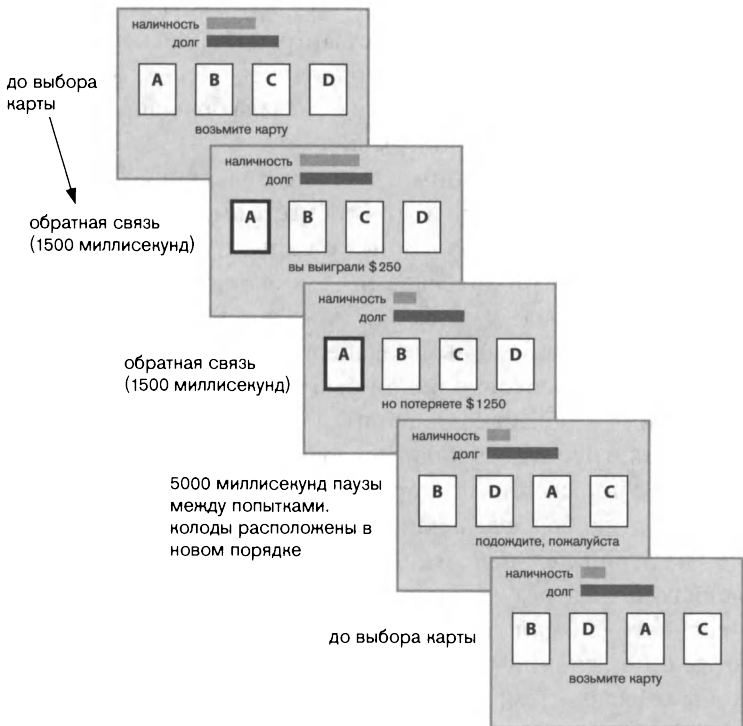 наличность
долг
A B C D
возьмите карту
до выбора
карты
наличность
долг
A B C D
вы выиграли $250
обратная связь
(1500 миллисекунд)
наличность
долг
A B C D
но потеряете $1250
обратная связь
(1500 миллисекунд)
наличность
долг
B D A C
подождите, пожалуйста
5000 миллисекунд паузы
между попытками.
колоды расположены в
новом порядке
наличность
долг
B D A C
возьмите карту
до выбора карты